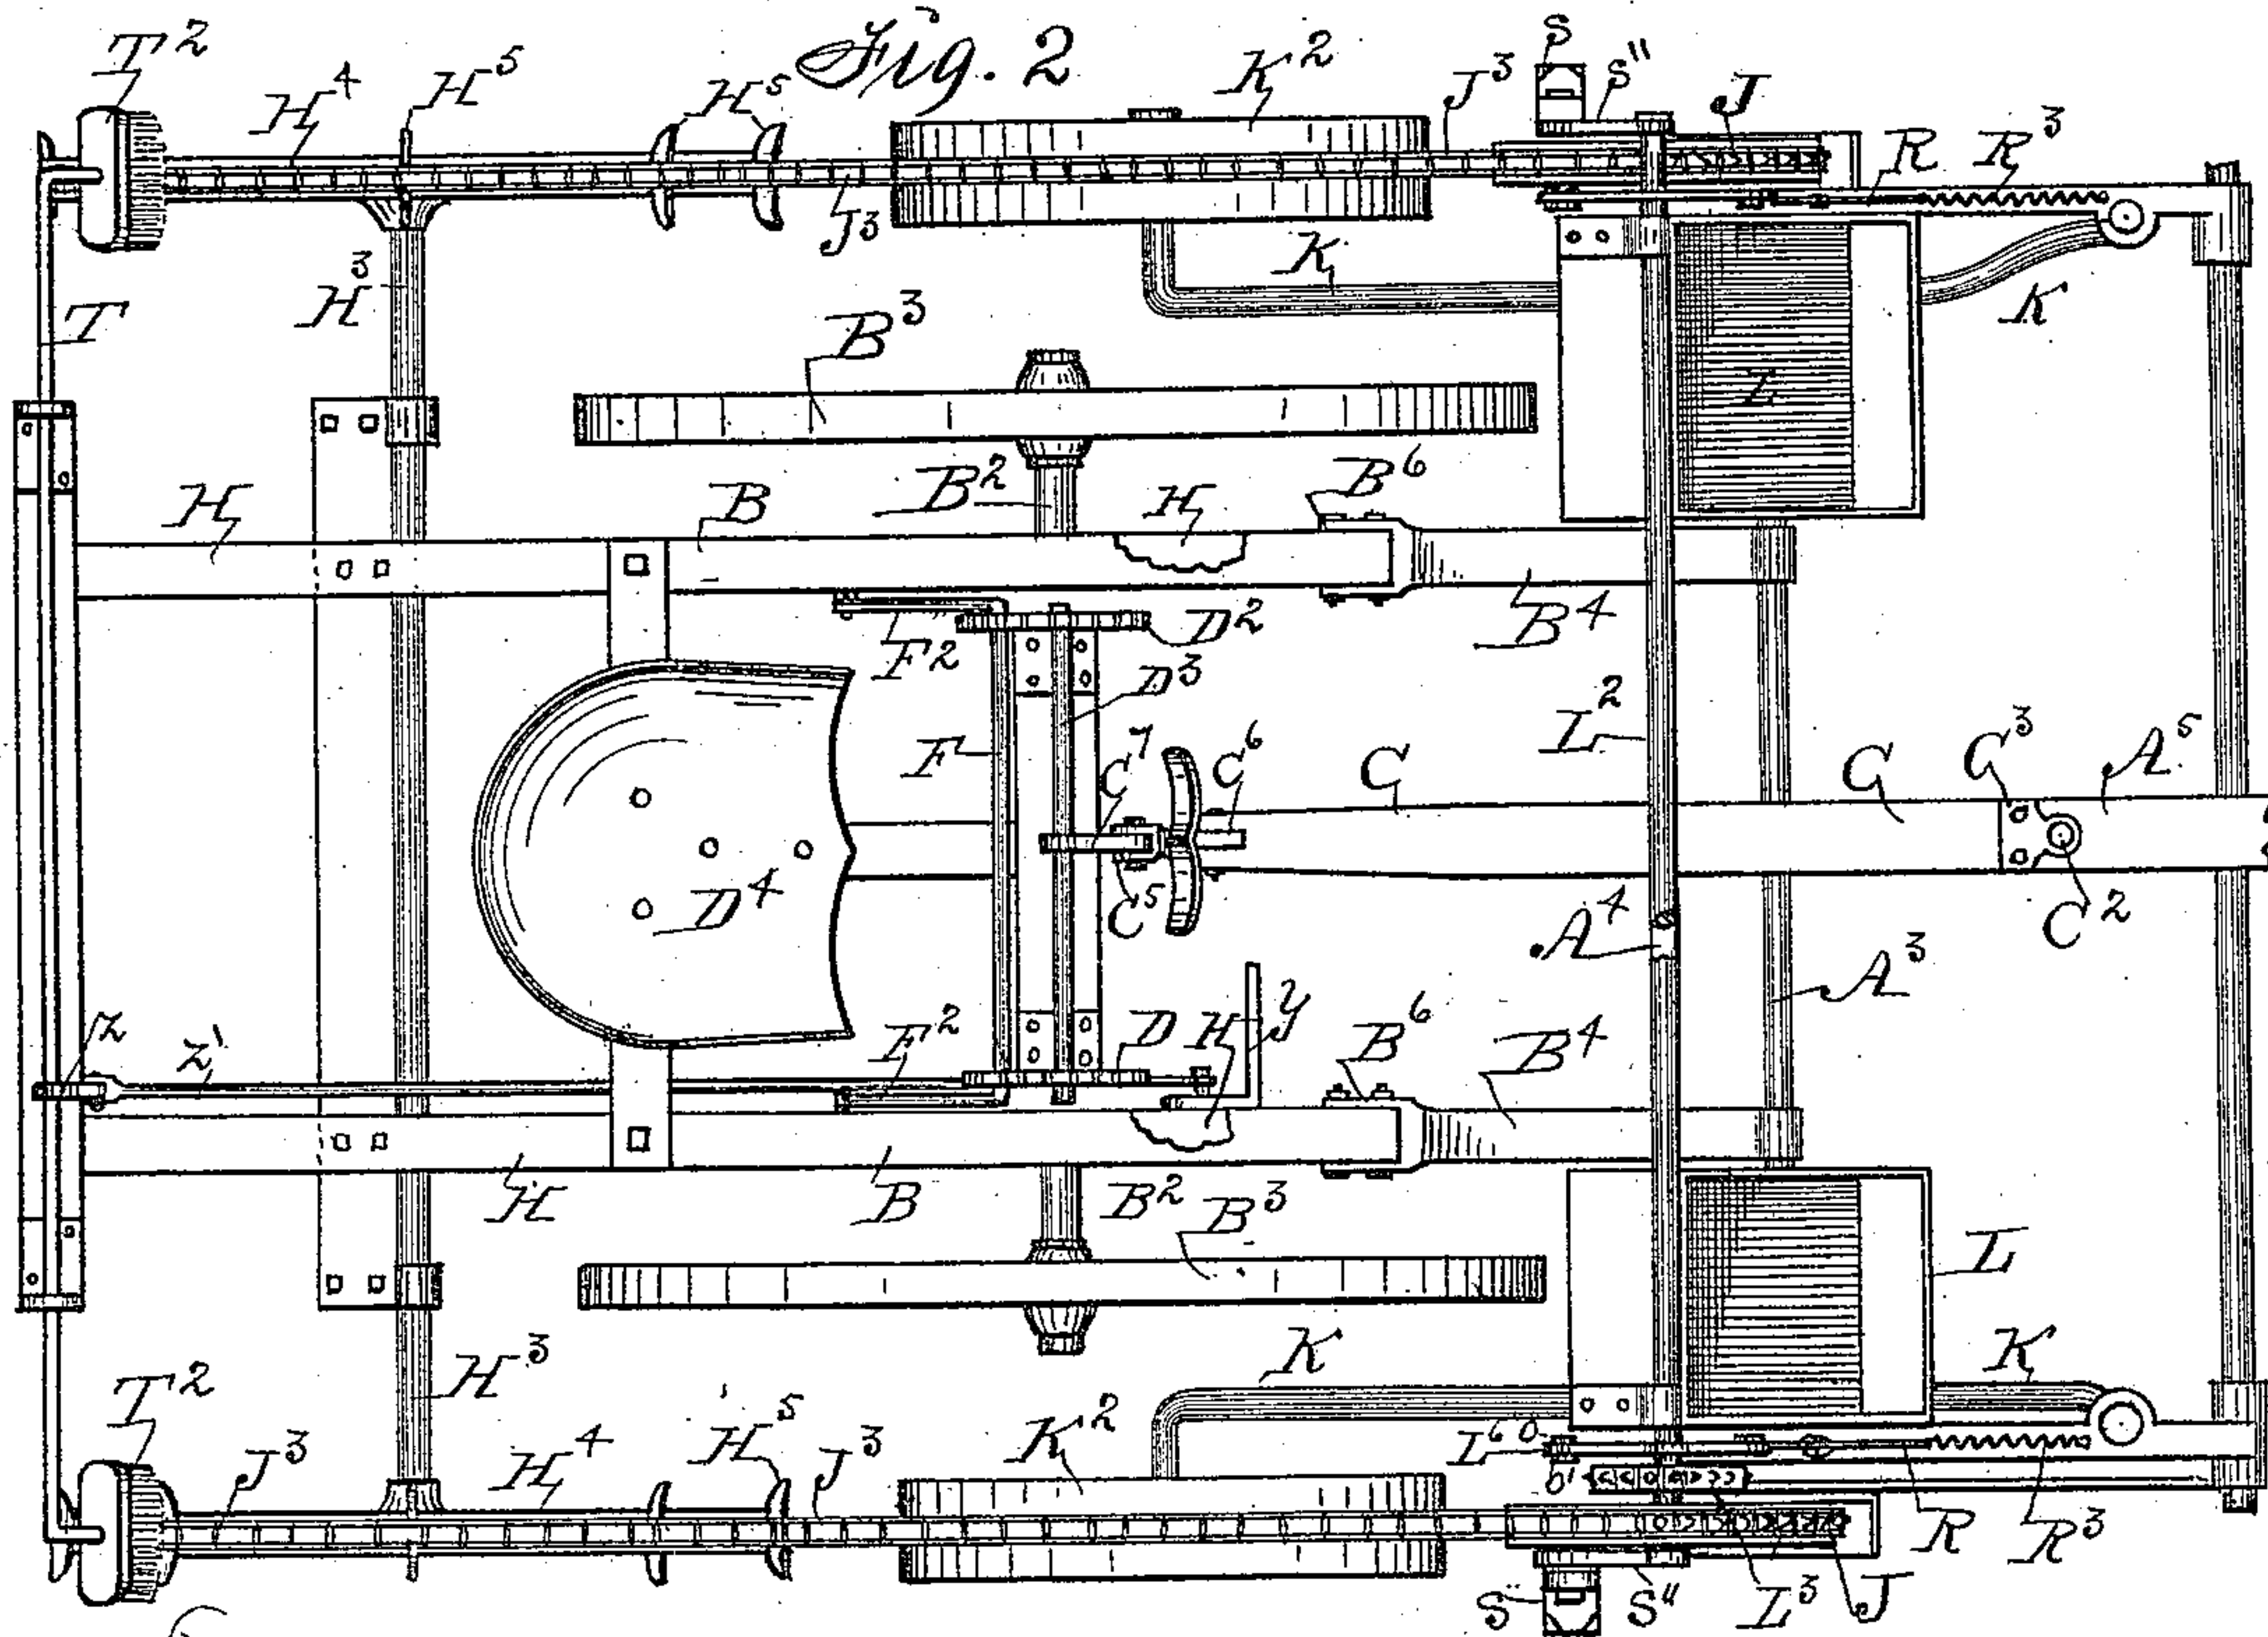 Fig. 2
T² H⁴ H⁵ H⁵ K² J³ S S" J R R³
J³ K K
T H³ B³ L
H B B² H B⁶
F² D² B⁴
D³ L²
F C⁷ C⁶ C C C³ A⁵
D⁴ C⁵ A⁴ C²
A³
z z' F² D H Y B⁶ B⁴
H B B² B³ L
H³ K K
T² J³ H⁴ H⁵ J³ K² L⁶ o
o' R R³
S S" L³ J